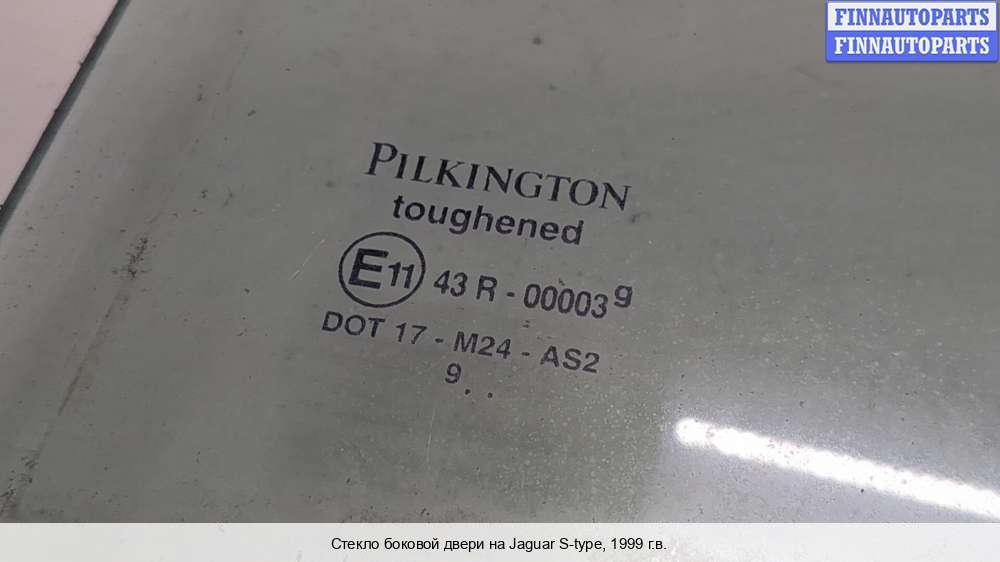 FINNAUTOPARTS
FINNAUTOPARTS
PILKINGTON
toughened
E11 43 R - 00003 9
DOT 17 - M24 - AS2
9. .
Стекло боковой двери на Jaguar S-type, 1999 г.в.